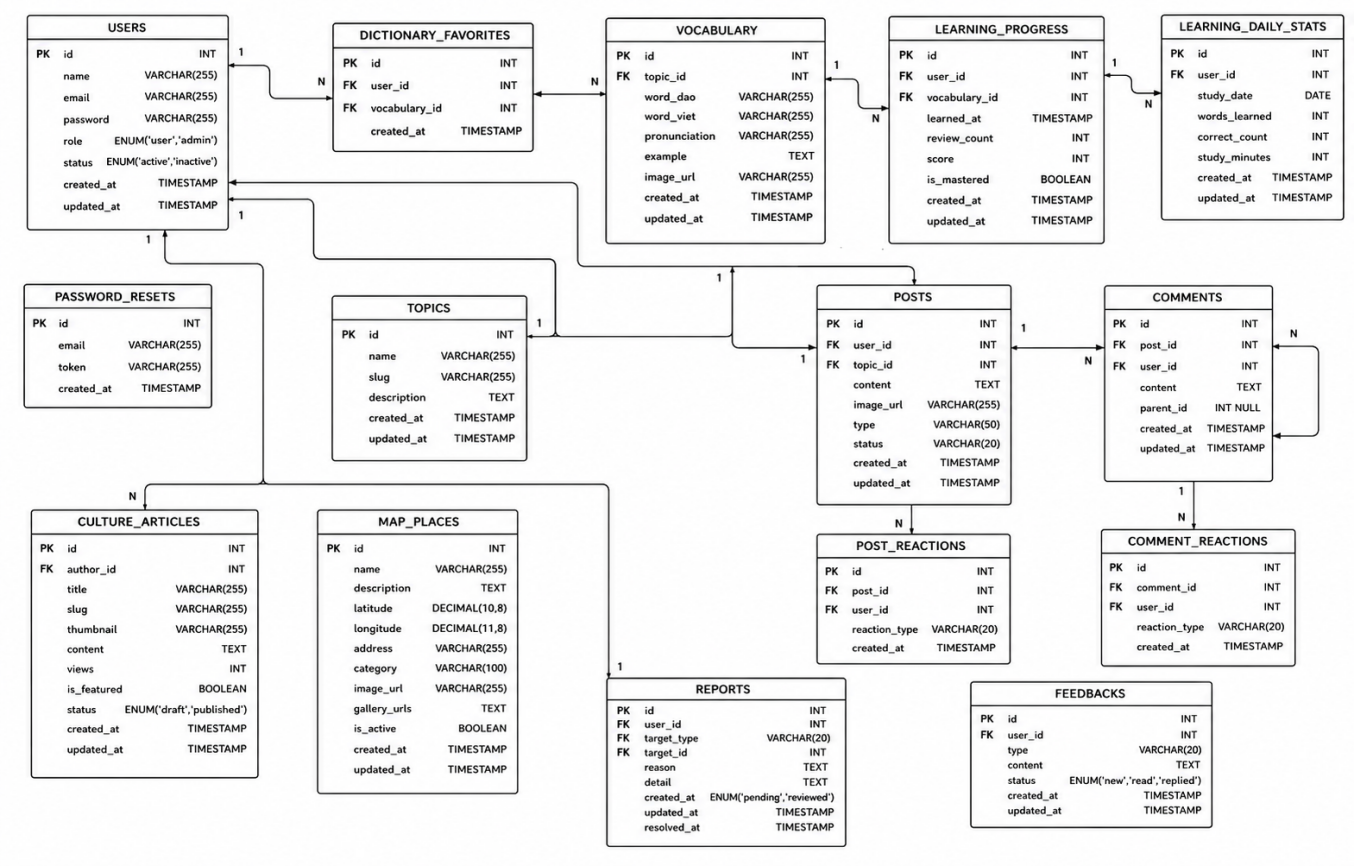 USERS
PK id INT
name VARCHAR(255)
email VARCHAR(255)
password VARCHAR(255)
role ENUM('user','admin')
status ENUM('active','inactive')
created_at TIMESTAMP
updated_at TIMESTAMP
1
N
1
1
DICTIONARY_FAVORITES
PK id INT
FK user_id INT
FK vocabulary_id INT
created_at TIMESTAMP
N
VOCABULARY
PK id INT
FK topic_id INT
word_dao VARCHAR(255)
word_viet VARCHAR(255)
pronunciation VARCHAR(255)
example TEXT
image_url VARCHAR(255)
created_at TIMESTAMP
updated_at TIMESTAMP
1
N
LEARNING_PROGRESS
PK id INT
FK user_id INT
FK vocabulary_id INT
learned_at TIMESTAMP
review_count INT
score INT
is_mastered BOOLEAN
created_at TIMESTAMP
updated_at TIMESTAMP
1
N
LEARNING_DAILY_STATS
PK id INT
FK user_id INT
study_date DATE
words_learned INT
correct_count INT
study_minutes INT
created_at TIMESTAMP
updated_at TIMESTAMP
PASSWORD_RESETS
PK id INT
email VARCHAR(255)
token VARCHAR(255)
created_at TIMESTAMP
TOPICS
PK id INT
name VARCHAR(255)
slug VARCHAR(255)
description TEXT
created_at TIMESTAMP
updated_at TIMESTAMP
1
1
1
POSTS
PK id INT
FK user_id INT
FK topic_id INT
content TEXT
image_url VARCHAR(255)
type VARCHAR(50)
status VARCHAR(20)
created_at TIMESTAMP
updated_at TIMESTAMP
1
N
COMMENTS
PK id INT
FK post_id INT
FK user_id INT
content TEXT
parent_id INT NULL
created_at TIMESTAMP
updated_at TIMESTAMP
N
N
CULTURE_ARTICLES
PK id INT
FK author_id INT
title VARCHAR(255)
slug VARCHAR(255)
thumbnail VARCHAR(255)
content TEXT
views INT
is_featured BOOLEAN
status ENUM('draft','published')
created_at TIMESTAMP
updated_at TIMESTAMP
MAP_PLACES
PK id INT
name VARCHAR(255)
description TEXT
latitude DECIMAL(10,8)
longitude DECIMAL(11,8)
address VARCHAR(255)
category VARCHAR(100)
image_url VARCHAR(255)
gallery_urls TEXT
is_active BOOLEAN
created_at TIMESTAMP
updated_at TIMESTAMP
N
POST_REACTIONS
PK id INT
FK post_id INT
FK user_id INT
reaction_type VARCHAR(20)
created_at TIMESTAMP
1
N
COMMENT_REACTIONS
PK id INT
FK comment_id INT
FK user_id INT
reaction_type VARCHAR(20)
created_at TIMESTAMP
1
REPORTS
PK id INT
FK user_id INT
FK target_type VARCHAR(20)
FK target_id INT
reason TEXT
detail TEXT
created_at ENUM('pending','reviewed')
updated_at TIMESTAMP
resolved_at TIMESTAMP
FEEDBACKS
PK id INT
FK user_id INT
type VARCHAR(20)
content TEXT
status ENUM('new','read','replied')
created_at TIMESTAMP
updated_at TIMESTAMP